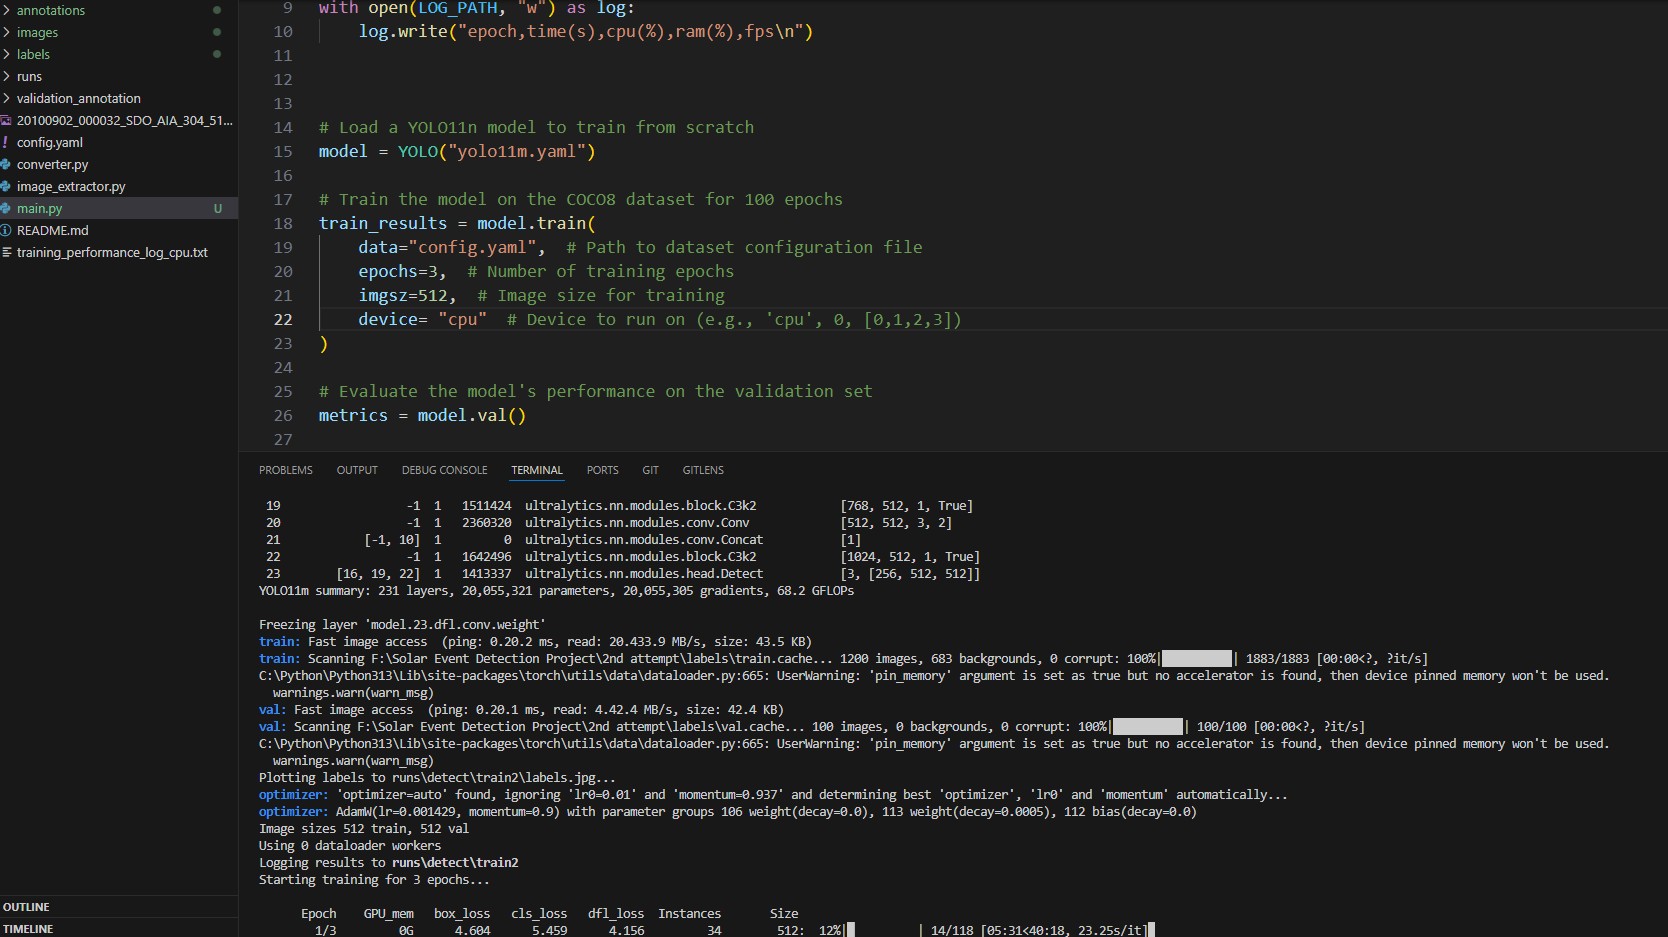 annotations
images
labels
runs
validation_annotation
20100902_000032_SDO_AIA_304_51...
config.yaml
converter.py
image_extractor.py
main.py U
README.md
training_performance_log_cpu.txt
OUTLINE
TIMELINE
9 with open(LOG_PATH, "w") as log:
10 log.write("epoch,time(s),cpu(%),ram(%),fps\n")
11
12
13
14 # Load a YOLO11n model to train from scratch
15 model = YOLO("yolo11m.yaml")
16
17 # Train the model on the COCO8 dataset for 100 epochs
18 train_results = model.train(
19 data="config.yaml", # Path to dataset configuration file
20 epochs=3, # Number of training epochs
21 imgsz=512, # Image size for training
22 device= "cpu" # Device to run on (e.g., 'cpu', 0, [0,1,2,3])
23 )
24
25 # Evaluate the model's performance on the validation set
26 metrics = model.val()
27
PROBLEMS OUTPUT DEBUG CONSOLE TERMINAL PORTS GIT GITLENS
19 -1 1 1511424 ultralytics.nn.modules.block.C3k2 [768, 512, 1, True]
20 -1 1 2360320 ultralytics.nn.modules.conv.Conv [512, 512, 3, 2]
21 [-1, 10] 1 0 ultralytics.nn.modules.conv.Concat [1]
22 -1 1 1642496 ultralytics.nn.modules.block.C3k2 [1024, 512, 1, True]
23 [16, 19, 22] 1 1413337 ultralytics.nn.modules.head.Detect [3, [256, 512, 512]]
YOLO11m summary: 231 layers, 20,055,321 parameters, 20,055,305 gradients, 68.2 GFLOPs
Freezing layer 'model.23.dfl.conv.weight'
train: Fast image access (ping: 0.20.2 ms, read: 20.433.9 MB/s, size: 43.5 KB)
train: Scanning F:\Solar Event Detection Project\2nd attempt\labels\train.cache... 1200 images, 683 backgrounds, 0 corrupt: 100%| | 1883/1883 [00:00<?, ?it/s]
C:\Python\Python313\Lib\site-packages\torch\utils\data\dataloader.py:665: UserWarning: 'pin_memory' argument is set as true but no accelerator is found, then device pinned memory won't be used.
warnings.warn(warn_msg)
val: Fast image access (ping: 0.20.1 ms, read: 4.42.4 MB/s, size: 42.4 KB)
val: Scanning F:\Solar Event Detection Project\2nd attempt\labels\val.cache... 100 images, 0 backgrounds, 0 corrupt: 100%| | 100/100 [00:00<?, ?it/s]
C:\Python\Python313\Lib\site-packages\torch\utils\data\dataloader.py:665: UserWarning: 'pin_memory' argument is set as true but no accelerator is found, then device pinned memory won't be used.
warnings.warn(warn_msg)
Plotting labels to runs\detect\train2\labels.jpg...
optimizer: 'optimizer=auto' found, ignoring 'lr0=0.01' and 'momentum=0.937' and determining best 'optimizer', 'lr0' and 'momentum' automatically...
optimizer: AdamW(lr=0.001429, momentum=0.9) with parameter groups 106 weight(decay=0.0), 113 weight(decay=0.0005), 112 bias(decay=0.0)
Image sizes 512 train, 512 val
Using 0 dataloader workers
Logging results to runs\detect\train2
Starting training for 3 epochs...
Epoch GPU_mem box_loss cls_loss dfl_loss Instances Size
1/3 0G 4.604 5.459 4.156 34 512: 12%| | 14/118 [05:31<40:18, 23.25s/it]